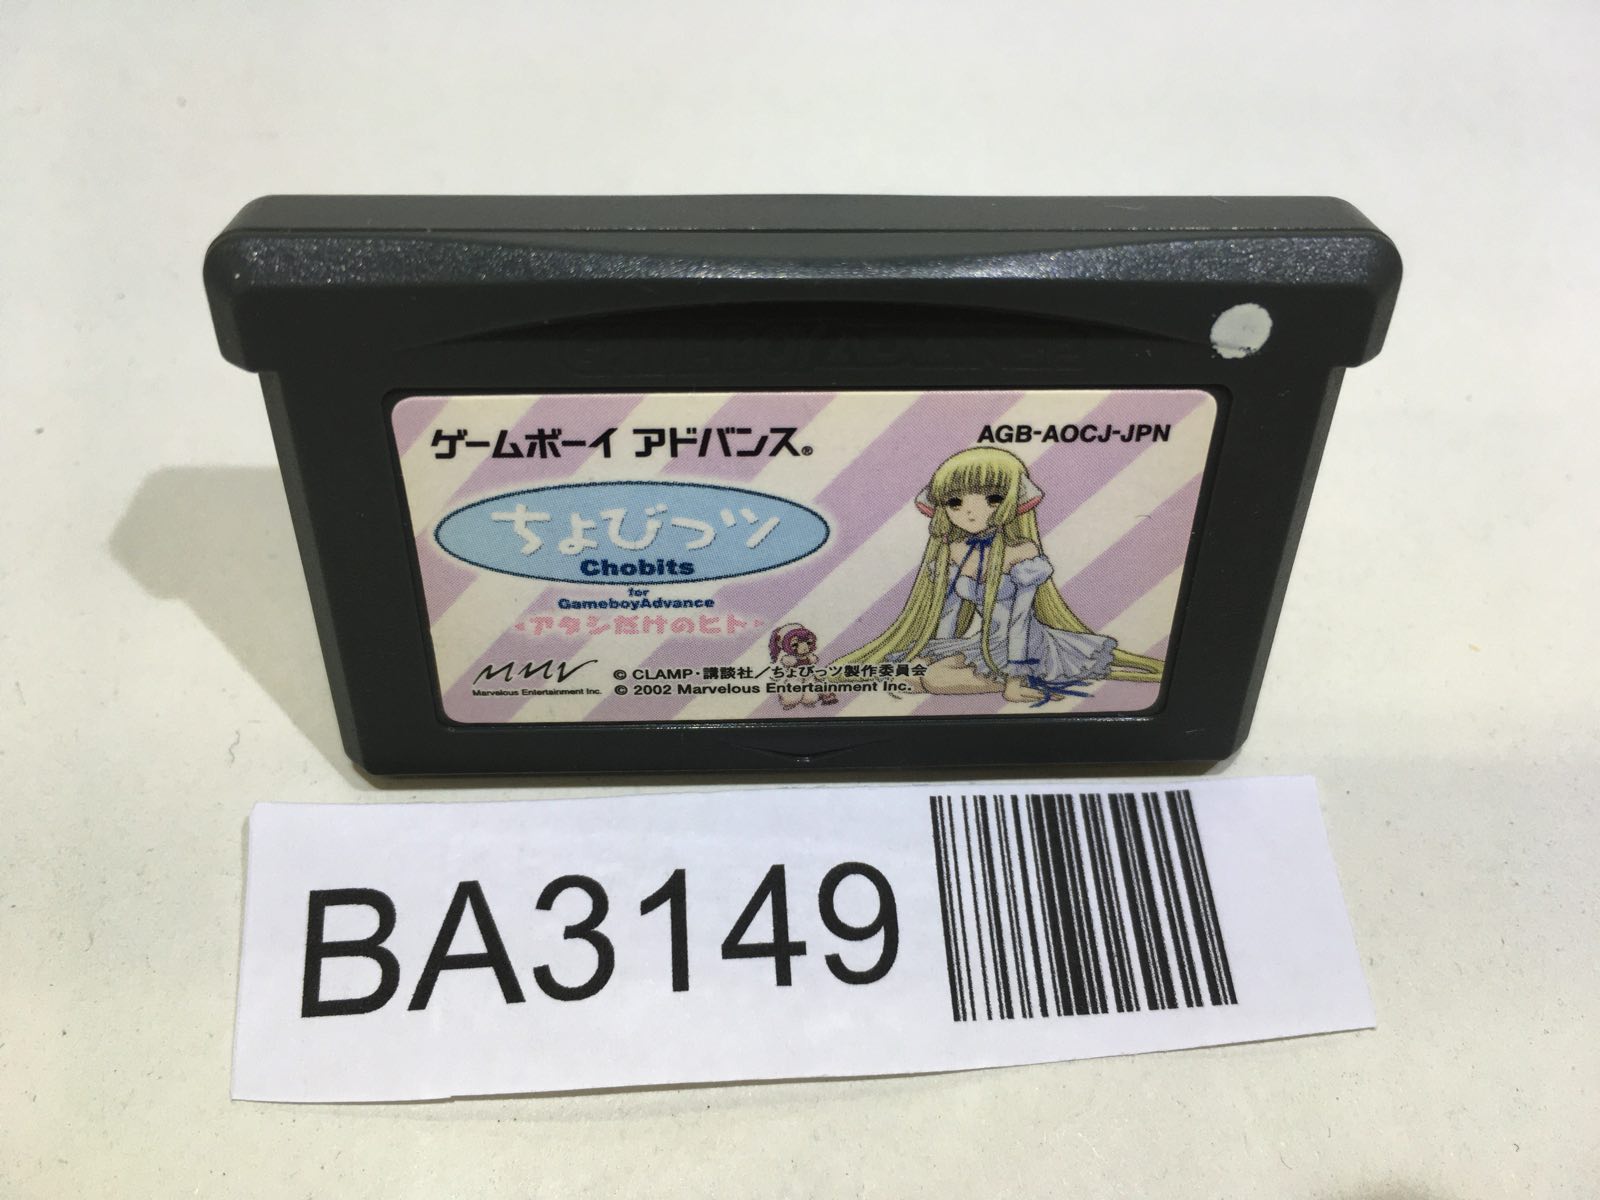 ゲームボーイ アドバンス®
AGB-AOCJ-JPN
ちょびっツ
Chobits
for
GameboyAdvance
アタシだけのヒト
MMV
Marvelous Entertainment Inc.
© CLAMP・講談社／ちょびっツ製作委員会
© 2002 Marvelous Entertainment Inc.
BA3149